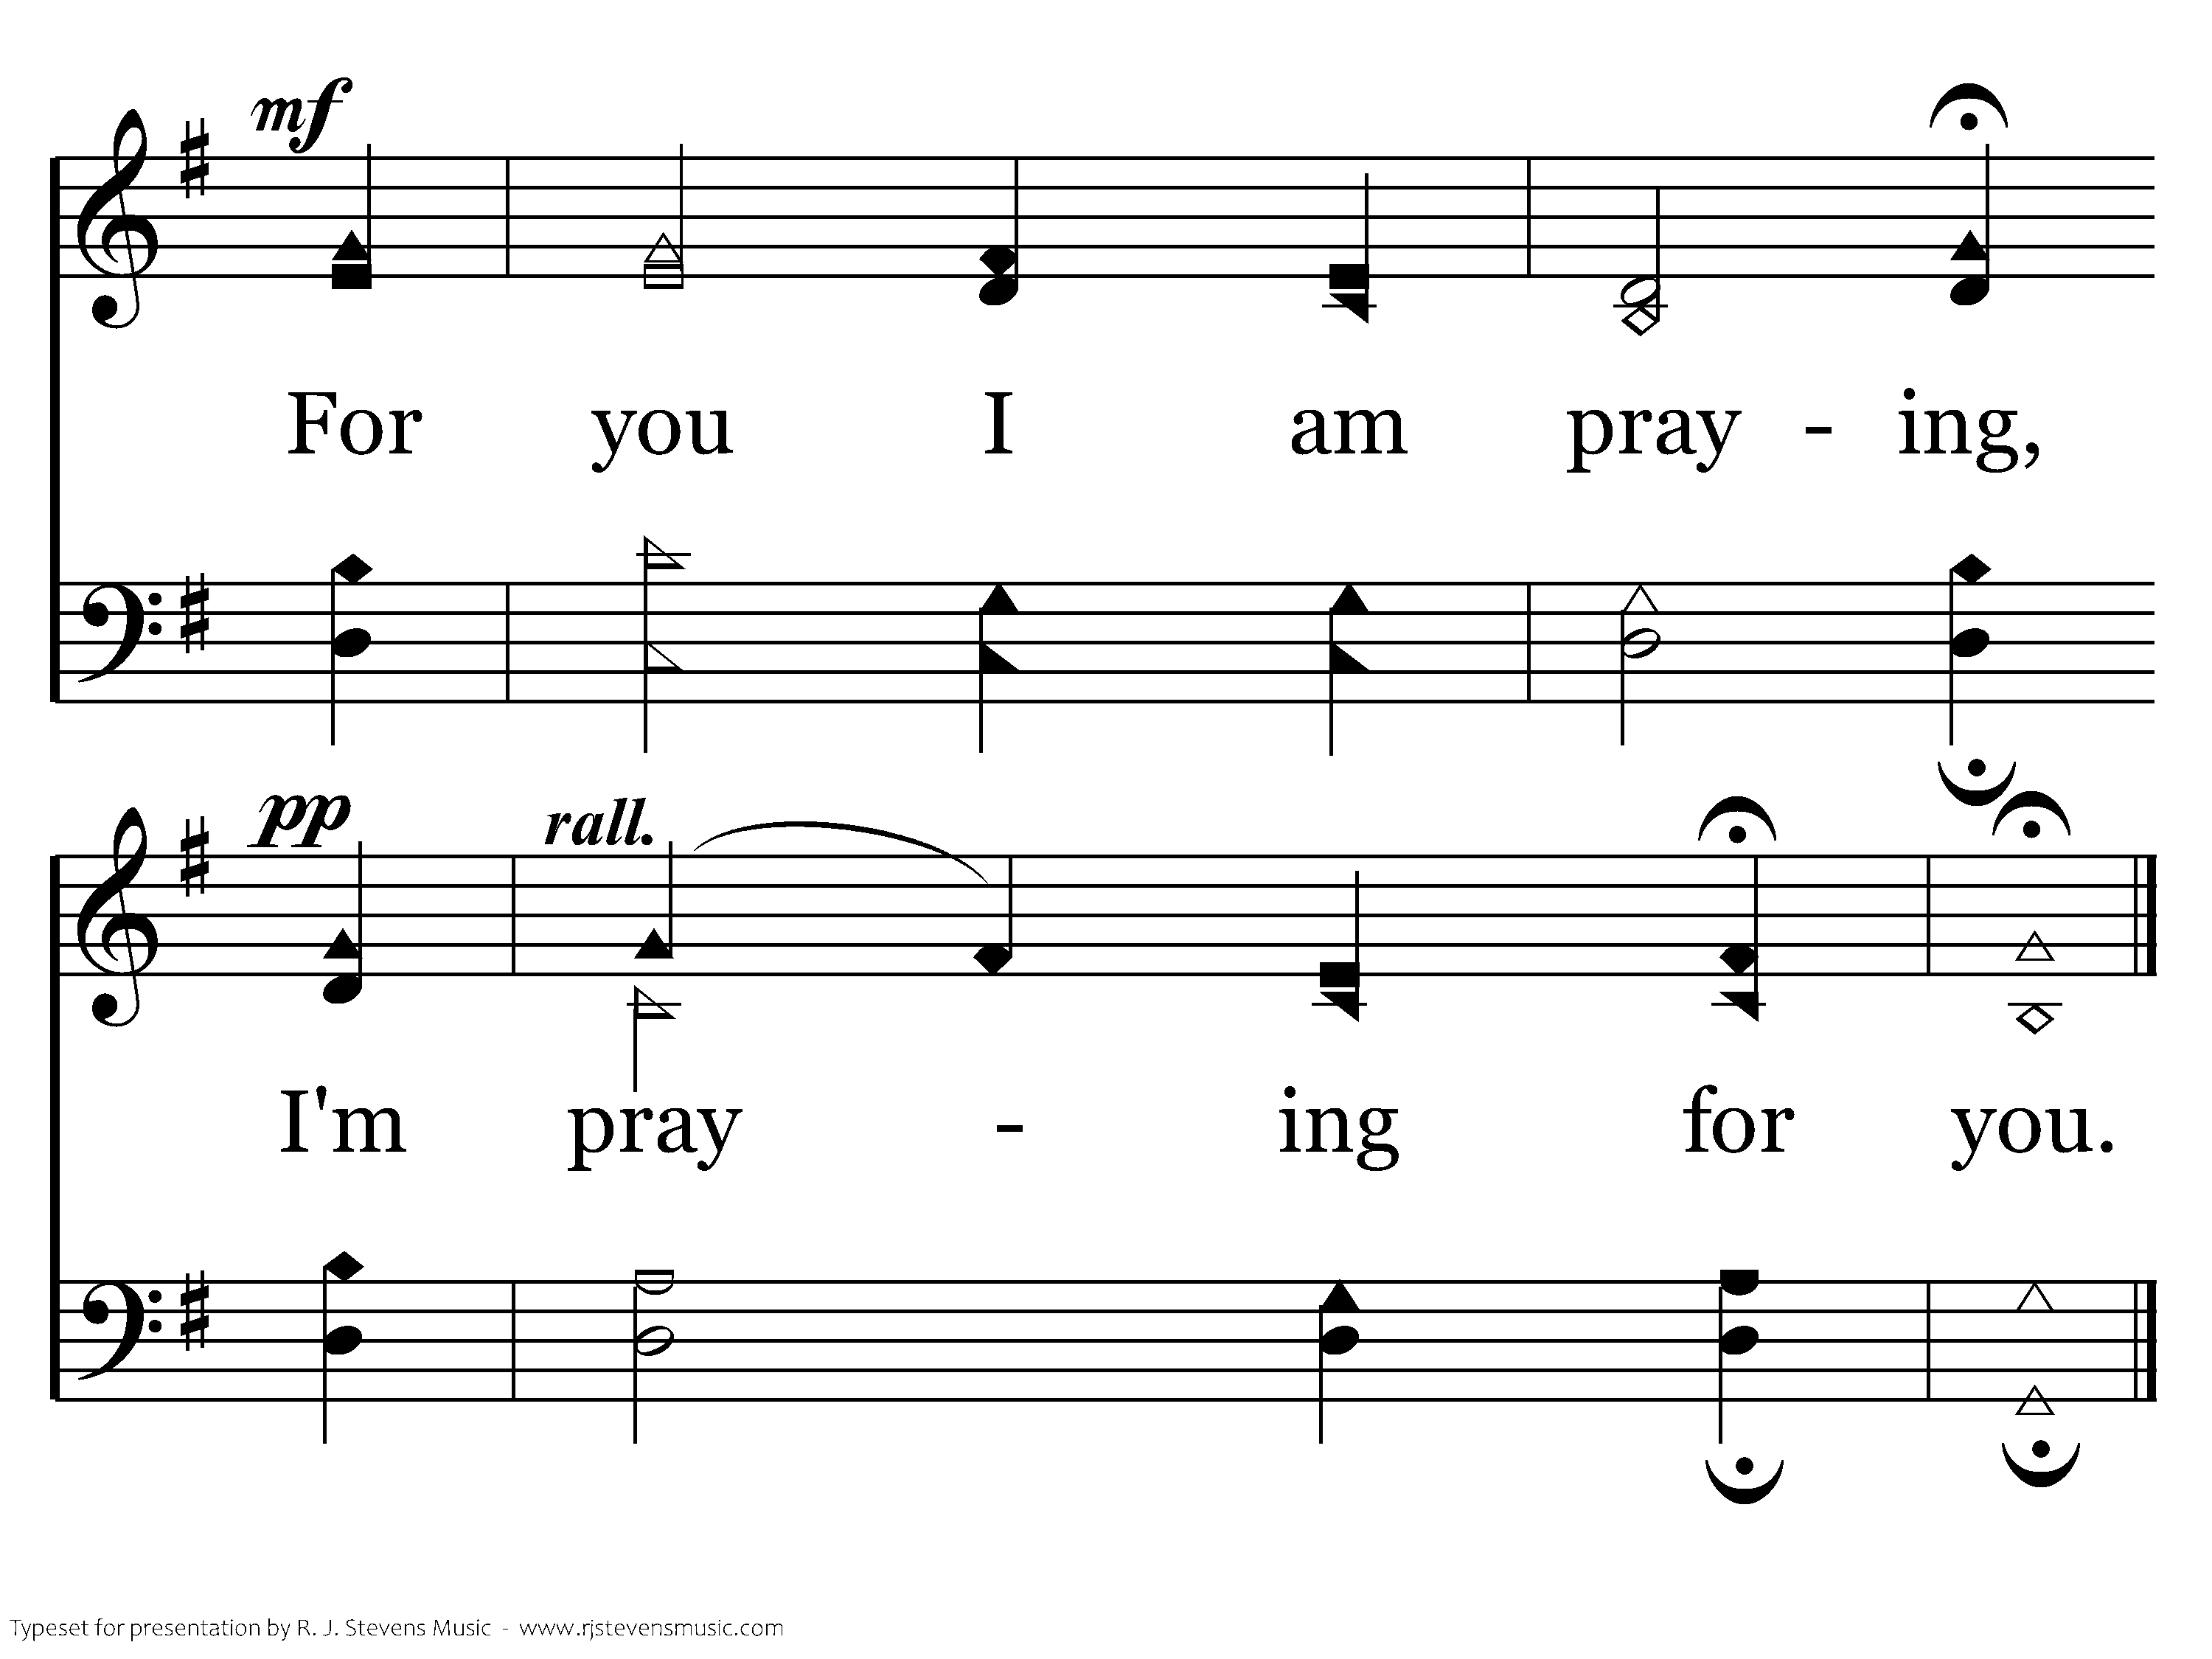 mf
For you I am pray - ing,
pp rall.
I'm pray - ing for you.
Typeset for presentation by R. J. Stevens Music - www.rjstevensmusic.com